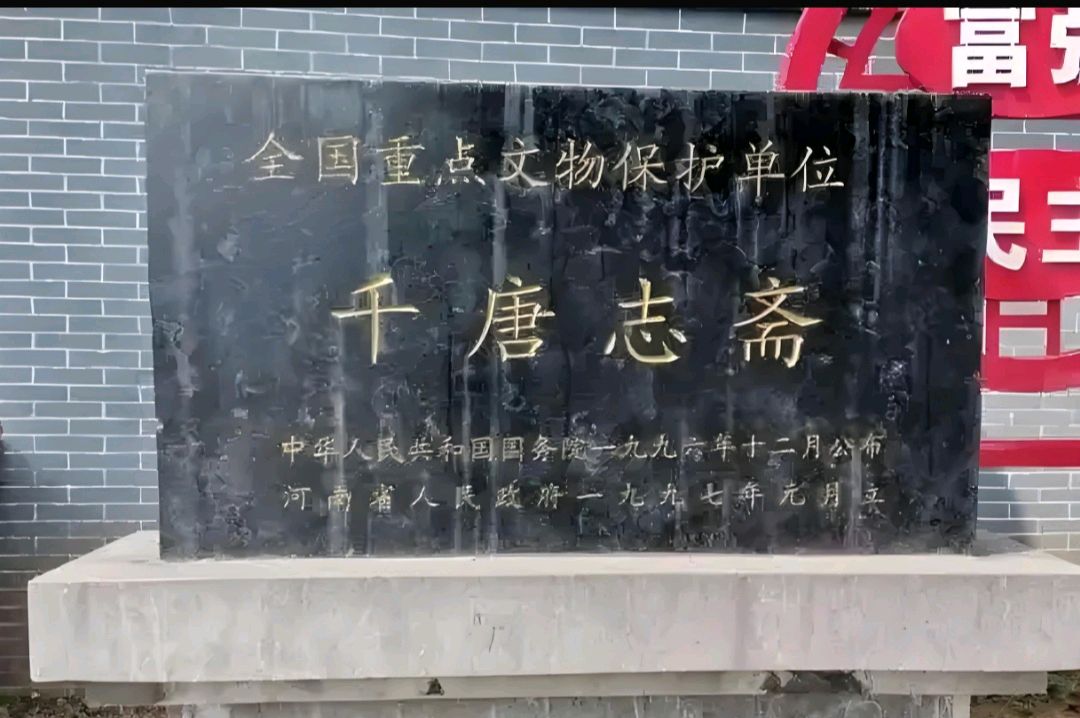 全国重点文物保护单位
千唐志斋
中华人民共和国国务院一九九六年十二月公布
河南省人民政府一九九七年元月立
富强
民主